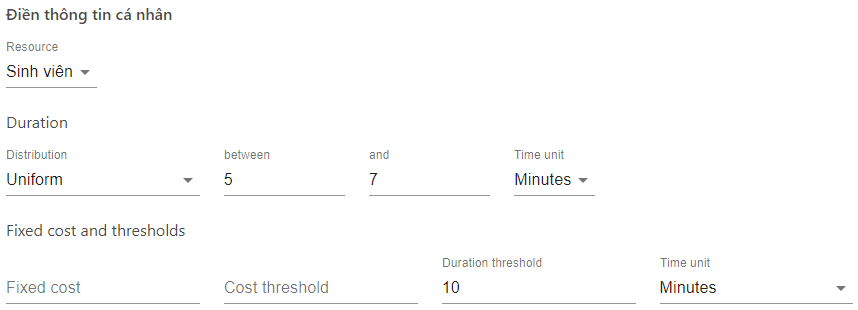 Điền thông tin cá nhân
Resource
Sinh viên
Duration
Distribution between and Time unit
Uniform 5 7 Minutes
Fixed cost and thresholds
Duration threshold Time unit
Fixed cost Cost threshold 10 Minutes